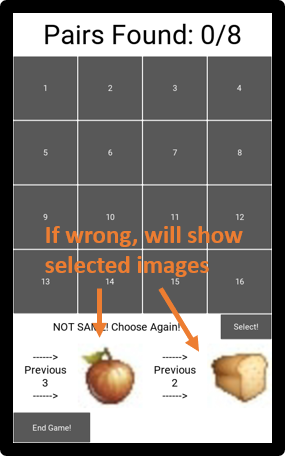 Pairs Found: 0/8
1 2 3 4
5 6 7 8
9 10 11 12
If wrong, will show
selected images
13 14 15 16
NOT SAME! Choose Again! Select!
------> ------>
Previous Previous
3 2
------> ------>
End Game!